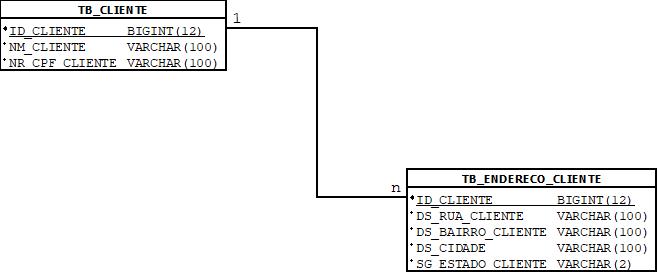 TB_CLIENTE
ID_CLIENTE BIGINT(12)
NM_CLIENTE VARCHAR(100)
NR_CPF_CLIENTE VARCHAR(100)
1
n
TB_ENDERECO_CLIENTE
ID_CLIENTE BIGINT(12)
DS_RUA_CLIENTE VARCHAR(100)
DS_BAIRRO_CLIENTE VARCHAR(100)
DS_CIDADE VARCHAR(100)
SG_ESTADO_CLIENTE VARCHAR(2)